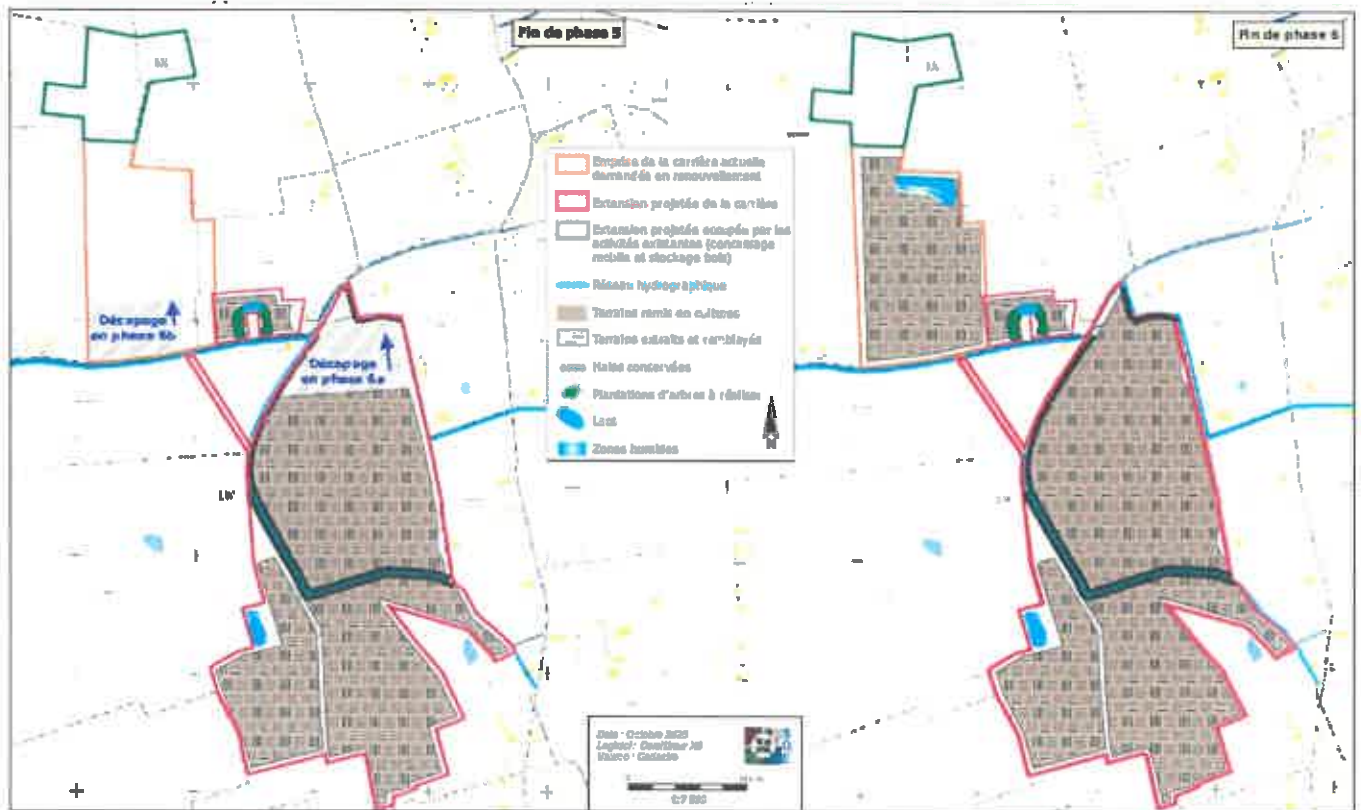 Fin de phase 5
Fin de phase 6
Emprise de la carrière actuelle
demandée en renouvellement
Extension projetée de la carrière
Extension projetée occupée par les
activités existantes (concassage
mobile et stockage bois)
Réseau hydrographique
Terrains remis en cultures
Terrains extraits et remblayés
Haies conservées
Plantations d'arbres à réaliser
Lacs
Zones humides
N
Décapage
en phase 6b
Décapage
en phase 6a
Date : Octobre
Source : Cadastre